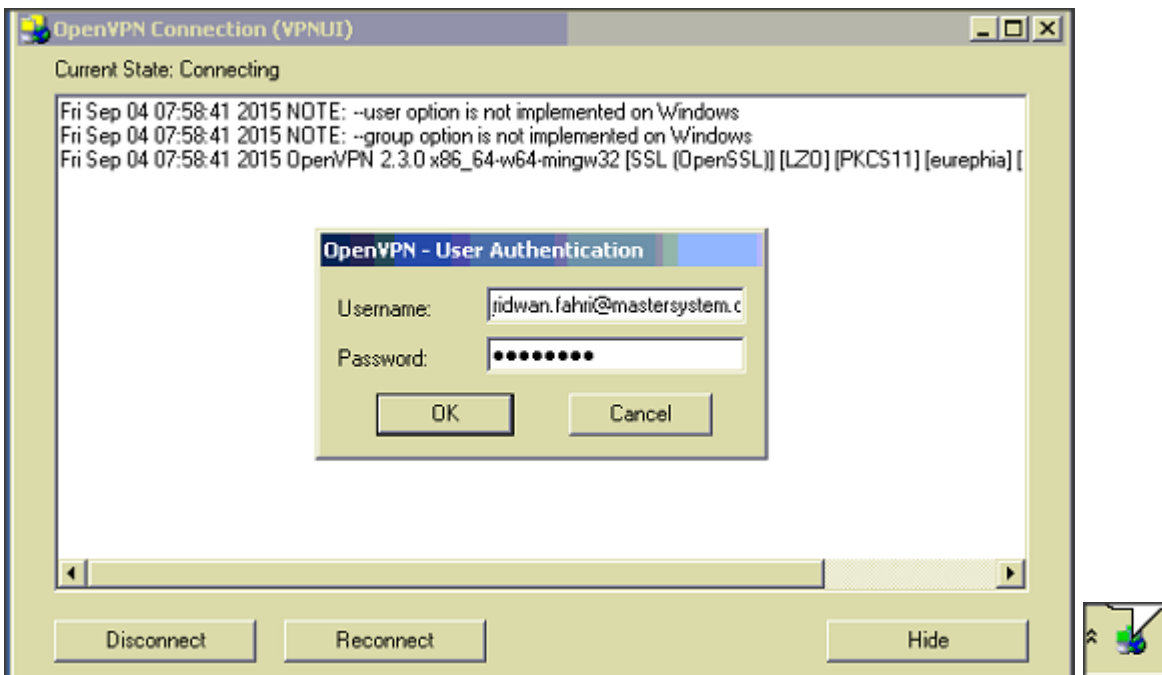 OpenVPN Connection (VPNUI)
Current State: Connecting
Fri Sep 04 07:58:41 2015 NOTE: --user option is not implemented on Windows
Fri Sep 04 07:58:41 2015 NOTE: --group option is not implemented on Windows
Fri Sep 04 07:58:41 2015 OpenVPN 2.3.0 x86_64-w64-mingw32 [SSL (OpenSSL)] [LZO] [PKCS11] [eurephia] [
OpenVPN - User Authentication
Username: ridwan.fahri@mastersystem.c
Password: ●●●●●●●●
OK Cancel
Disconnect Reconnect Hide